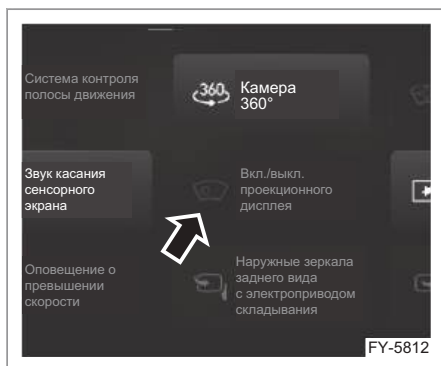 Система контроля
полосы движения
360
Камера
360°
Звук касания
сенсорного
экрана
Вкл./выкл.
проекционного
дисплея
Оповещение о
превышении
скорости
Наружные зеркала
заднего вида
с электроприводом
складывания
FY-5812